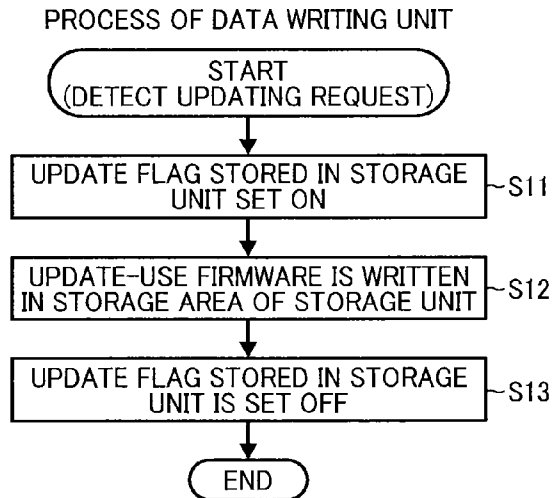 PROCESS OF DATA WRITING UNIT
START
(DETECT UPDATING REQUEST)
UPDATE FLAG STORED IN STORAGE
UNIT SET ON
~S11
UPDATE-USE FIRMWARE IS WRITTEN
IN STORAGE AREA OF STORAGE UNIT
~S12
UPDATE FLAG STORED IN STORAGE
UNIT IS SET OFF
~S13
END